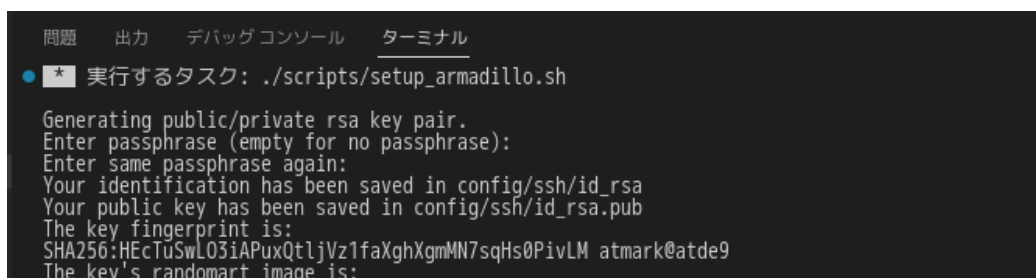 問題 出力 デバッグ コンソール ターミナル
* 実行するタスク: ./scripts/setup_armadillo.sh
Generating public/private rsa key pair.
Enter passphrase (empty for no passphrase):
Enter same passphrase again:
Your identification has been saved in config/ssh/id_rsa
Your public key has been saved in config/ssh/id_rsa.pub
The key fingerprint is:
SHA256:HEcTuSwLO3iAPuxQtljVz1faXghXgmMN7sqHs0PivLM atmark@atde9
The key's randomart image is: